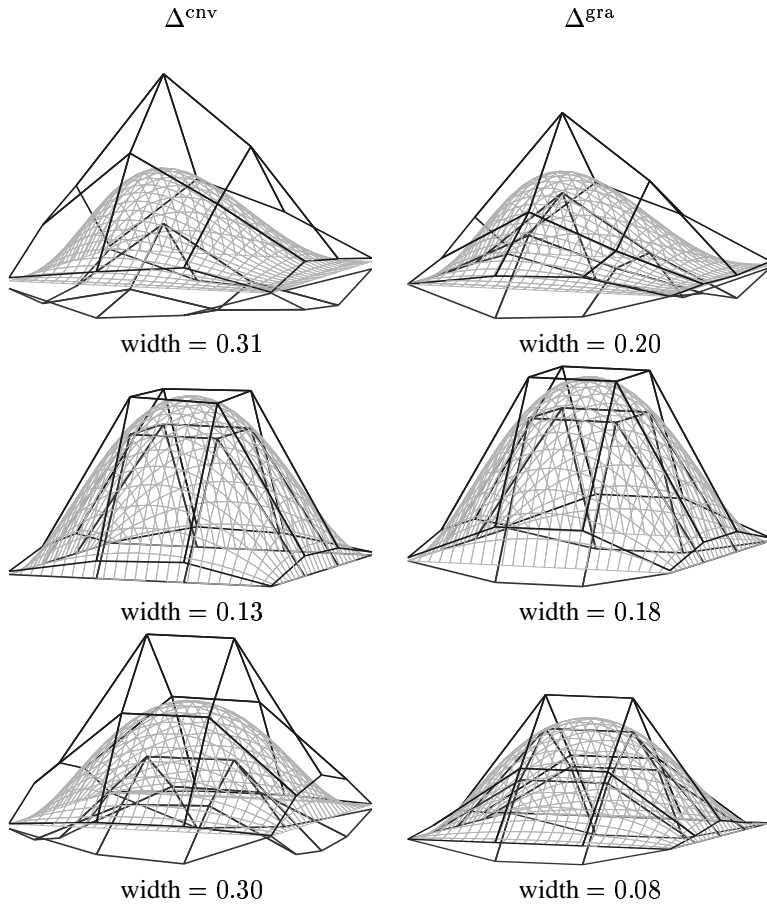 Δ^cnv Δ^gra
width = 0.31 width = 0.20
width = 0.13 width = 0.18
width = 0.30 width = 0.08